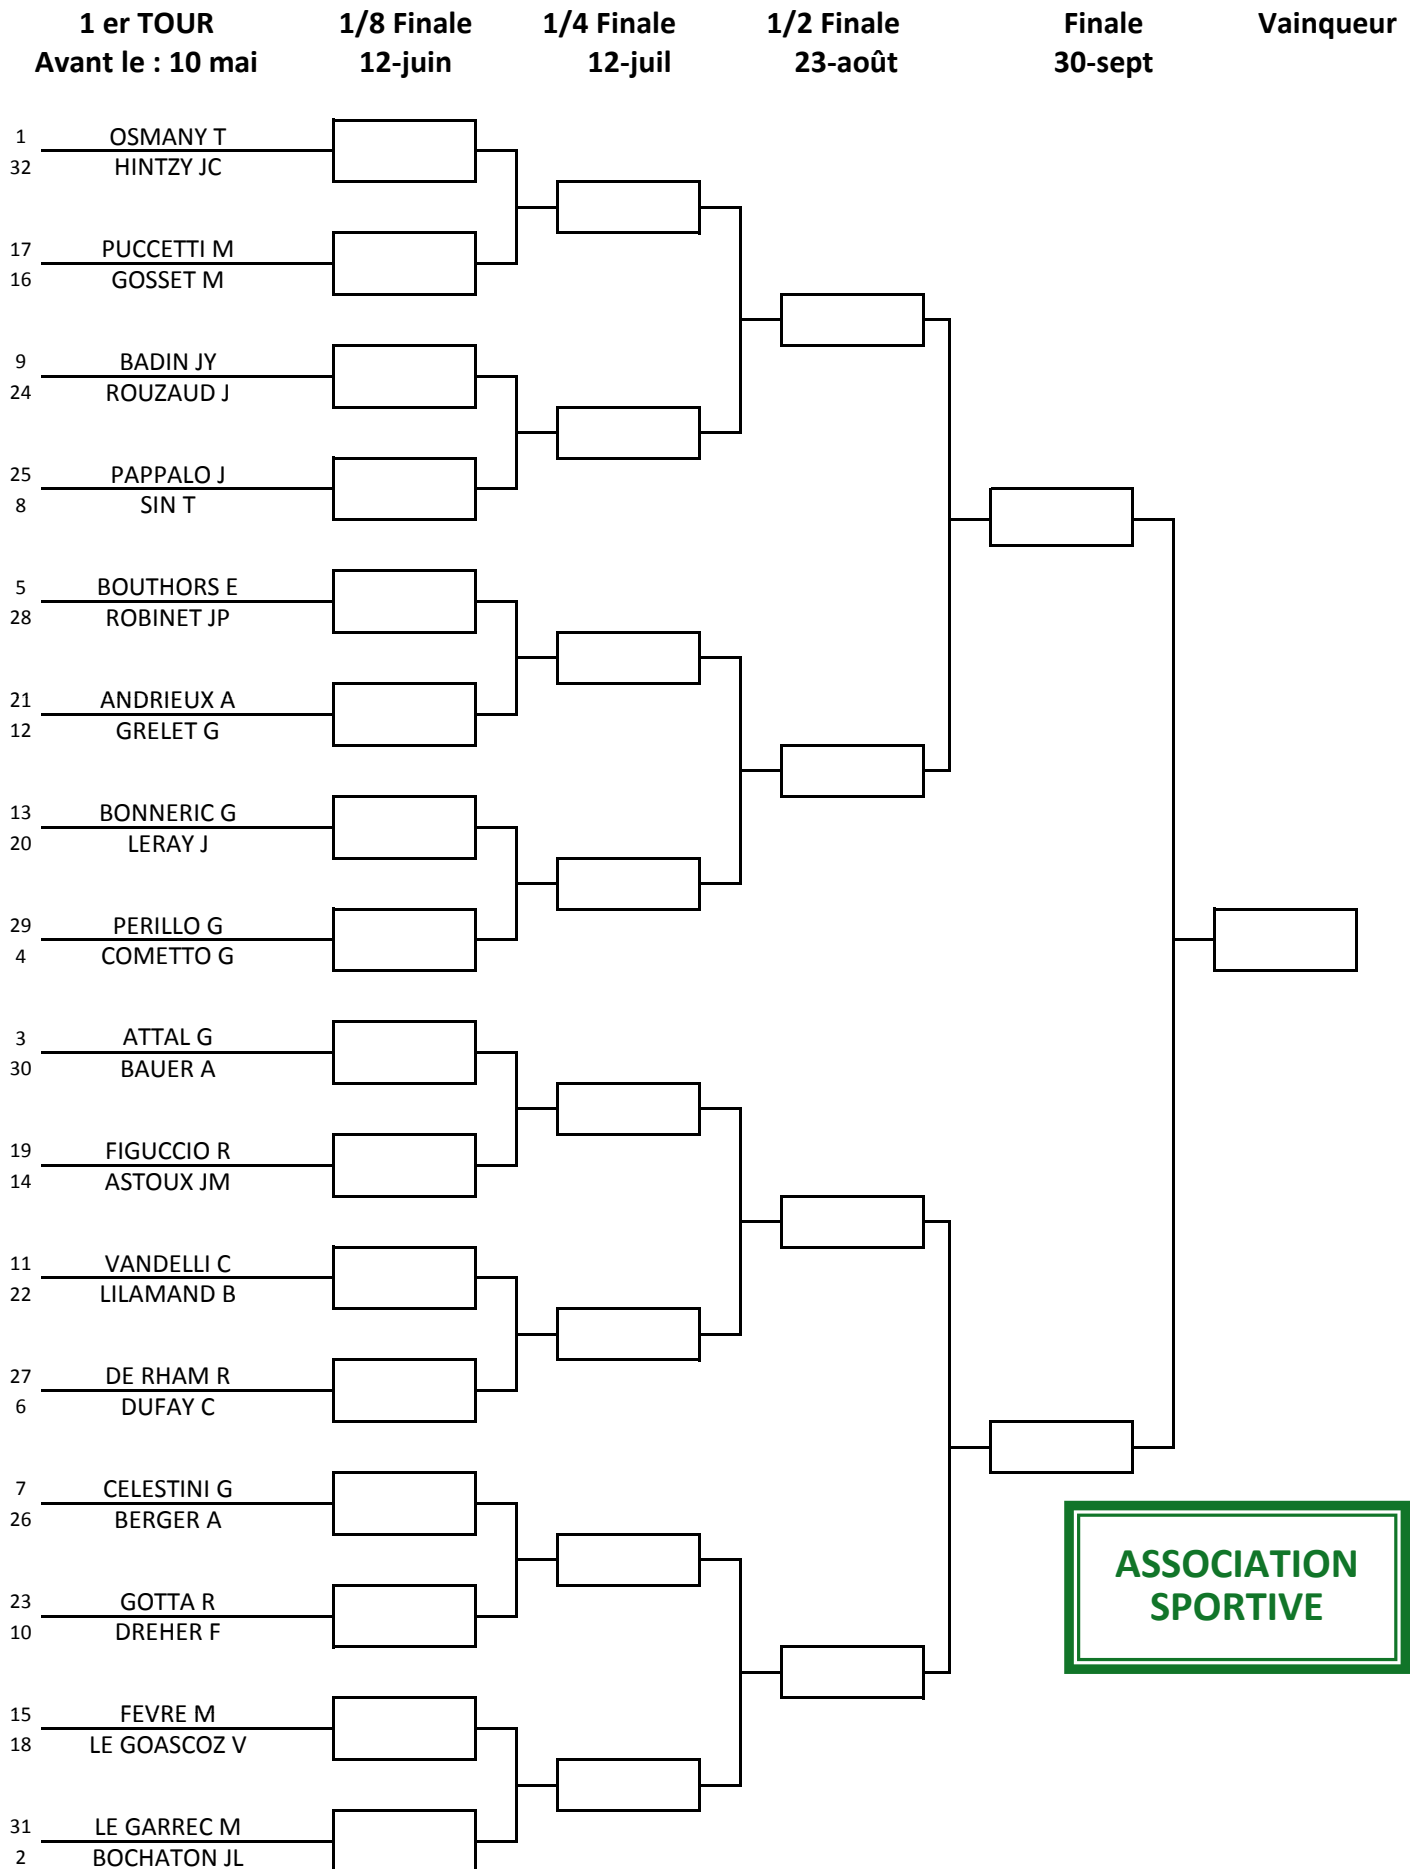 1 er TOUR 1/8 Finale 1/4 Finale 1/2 Finale Finale Vainqueur
Avant le : 10 mai 12-juin 12-juil 23-août 30-sept
1 OSMANY T
32 HINTZY JC
17 PUCCETTI M
16 GOSSET M
9 BADIN JY
24 ROUZAUD J
25 PAPPALO J
8 SIN T
5 BOUTHORS E
28 ROBINET JP
21 ANDRIEUX A
12 GRELET G
13 BONNERIC G
20 LERAY J
29 PERILLO G
4 COMETTO G
3 ATTAL G
30 BAUER A
19 FIGUCCIO R
14 ASTOUX JM
11 VANDELLI C
22 LILAMAND B
27 DE RHAM R
6 DUFAY C
7 CELESTINI G
26 BERGER A
ASSOCIATION
SPORTIVE
23 GOTTA R
10 DREHER F
15 FEVRE M
18 LE GOASCOZ V
31 LE GARREC M
2 BOCHATON JL